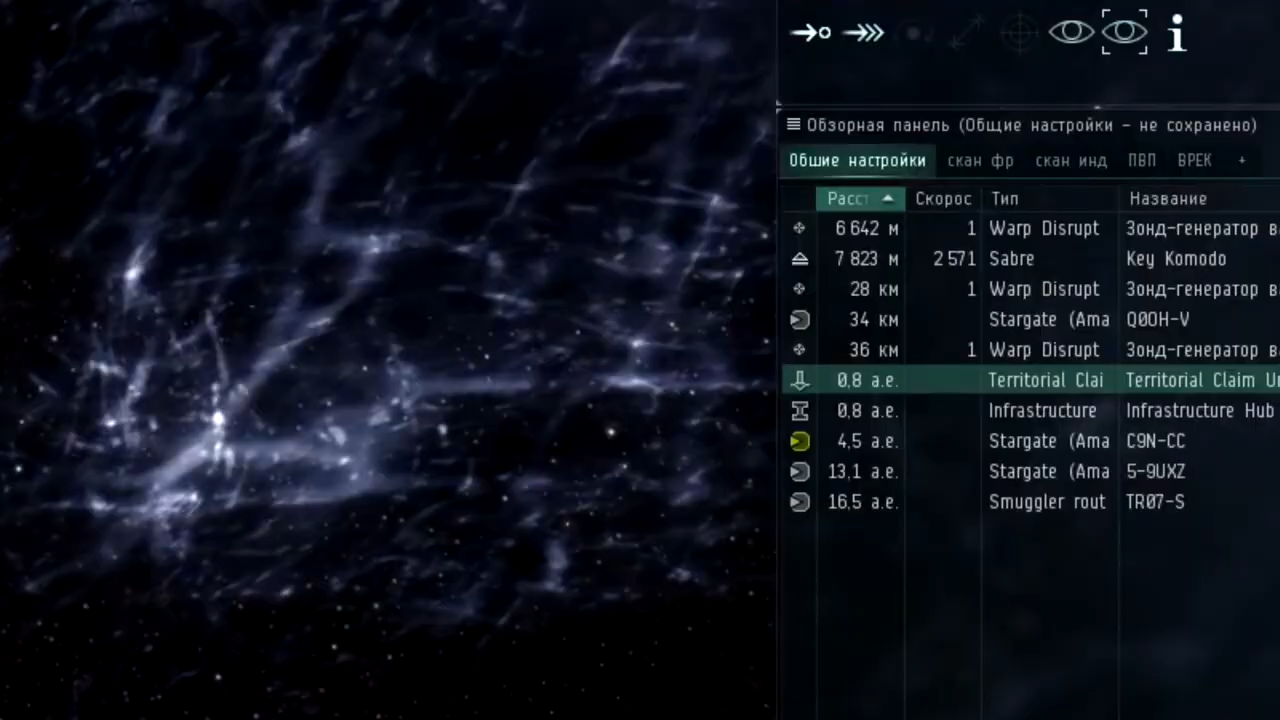 Обзорная панель (Общие настройки - не сохранено)
Общие настройки скан фр скан инд ПВП ВРЕК +
Расст Скорос Тип Название
6 642 м 1 Warp Disrupt Зонд-генератор в
7 823 м 2 571 Sabre Key Komodo
28 км 1 Warp Disrupt Зонд-генератор в
34 км Stargate (Ama Q0OH-V
36 км 1 Warp Disrupt Зонд-генератор в
0,8 а.е. Territorial Clai Territorial Claim Un
0,8 а.е. Infrastructure Infrastructure Hub
4,5 а.е. Stargate (Ama C9N-CC
13,1 а.е. Stargate (Ama 5-9UXZ
16,5 а.е. Smuggler rout TR07-S